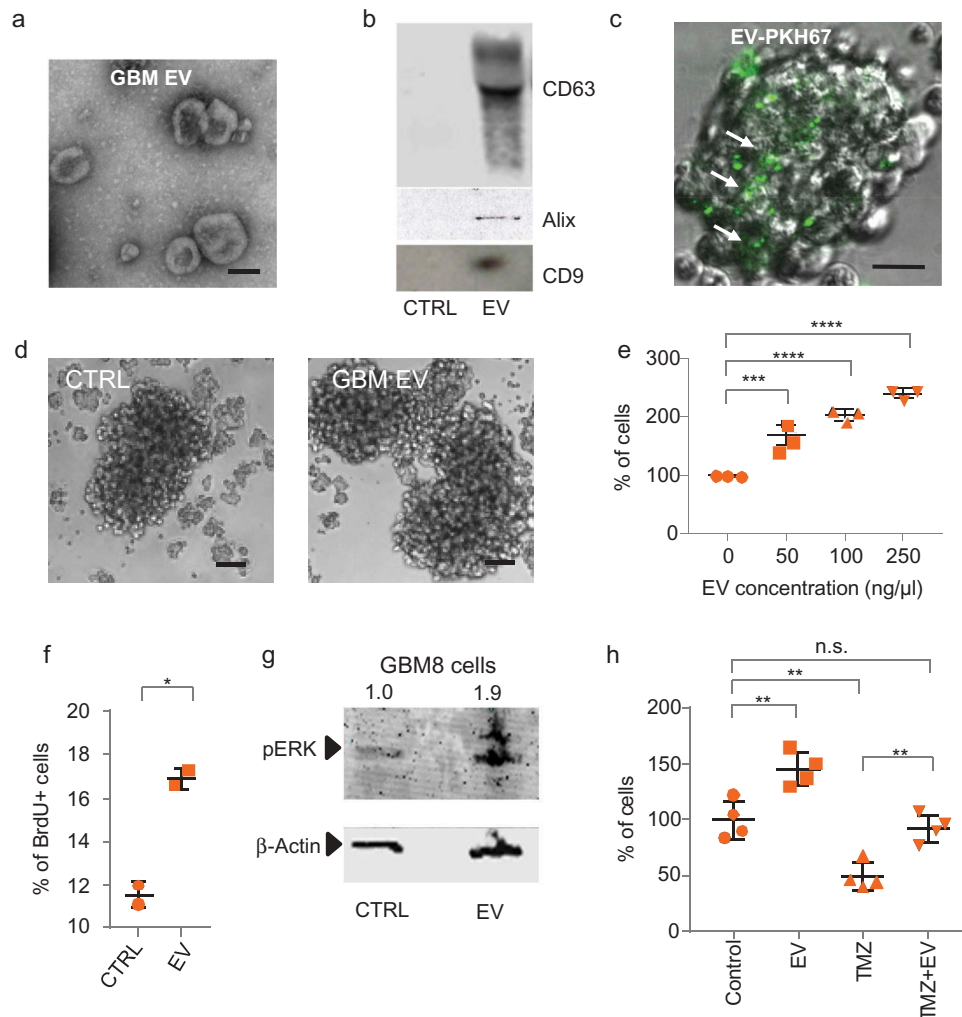 a
GBM EV
b
CD63
Alix
CD9
CTRL EV
c
EV-PKH67
d
CTRL
GBM EV
e
****
****
***
300
200
100
0
% of cells
0 50 100 250
EV concentration (ng/µl)
f
*
20
18
16
14
12
10
% of BrdU+ cells
CTRL
EV
g
GBM8 cells
1.0 1.9
pERK
β-Actin
CTRL EV
h
n.s.
**
**
**
200
150
100
50
0
% of cells
Control
EV
TMZ
TMZ+EV